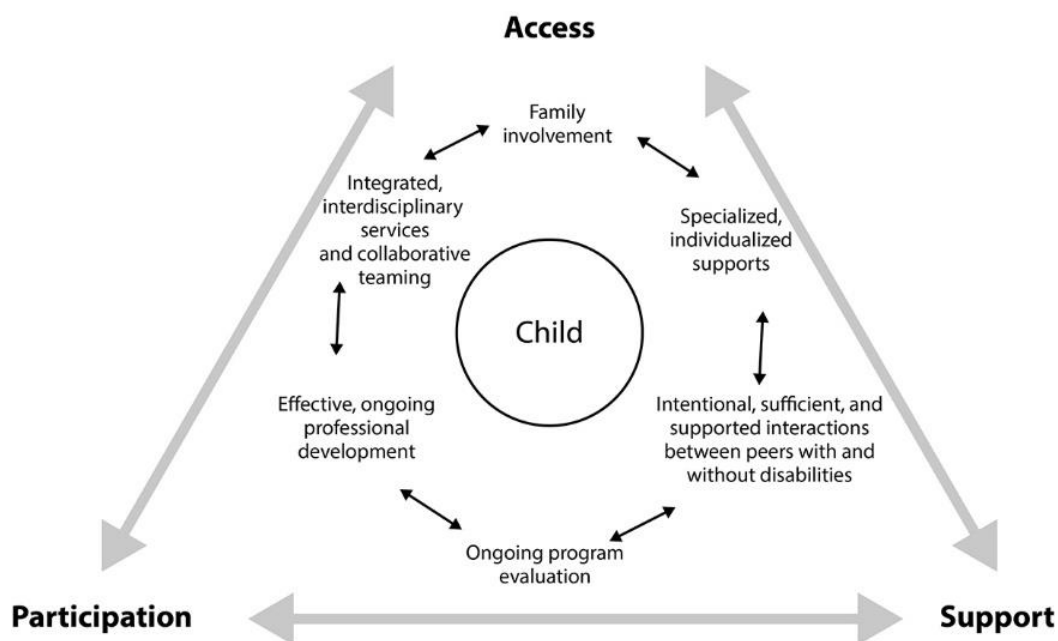 Access
Family
involvement
Integrated,
interdisciplinary
services
and collaborative
teaming
Specialized,
individualized
supports
Child
Effective, ongoing
professional
development
Intentional, sufficient, and
supported interactions
between peers with and
without disabilities
Ongoing program
evaluation
Participation
Support